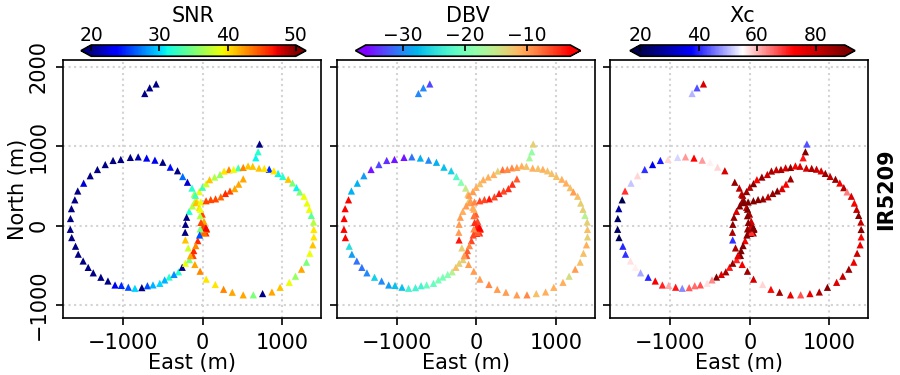 SNR DBV Xc
20 30 40 50 −30 −20 −10 20 40 60 80
2000
1000
0
−1000
North (m)
−1000 0 1000 −1000 0 1000 −1000 0 1000
East (m) East (m) East (m)
IR5209